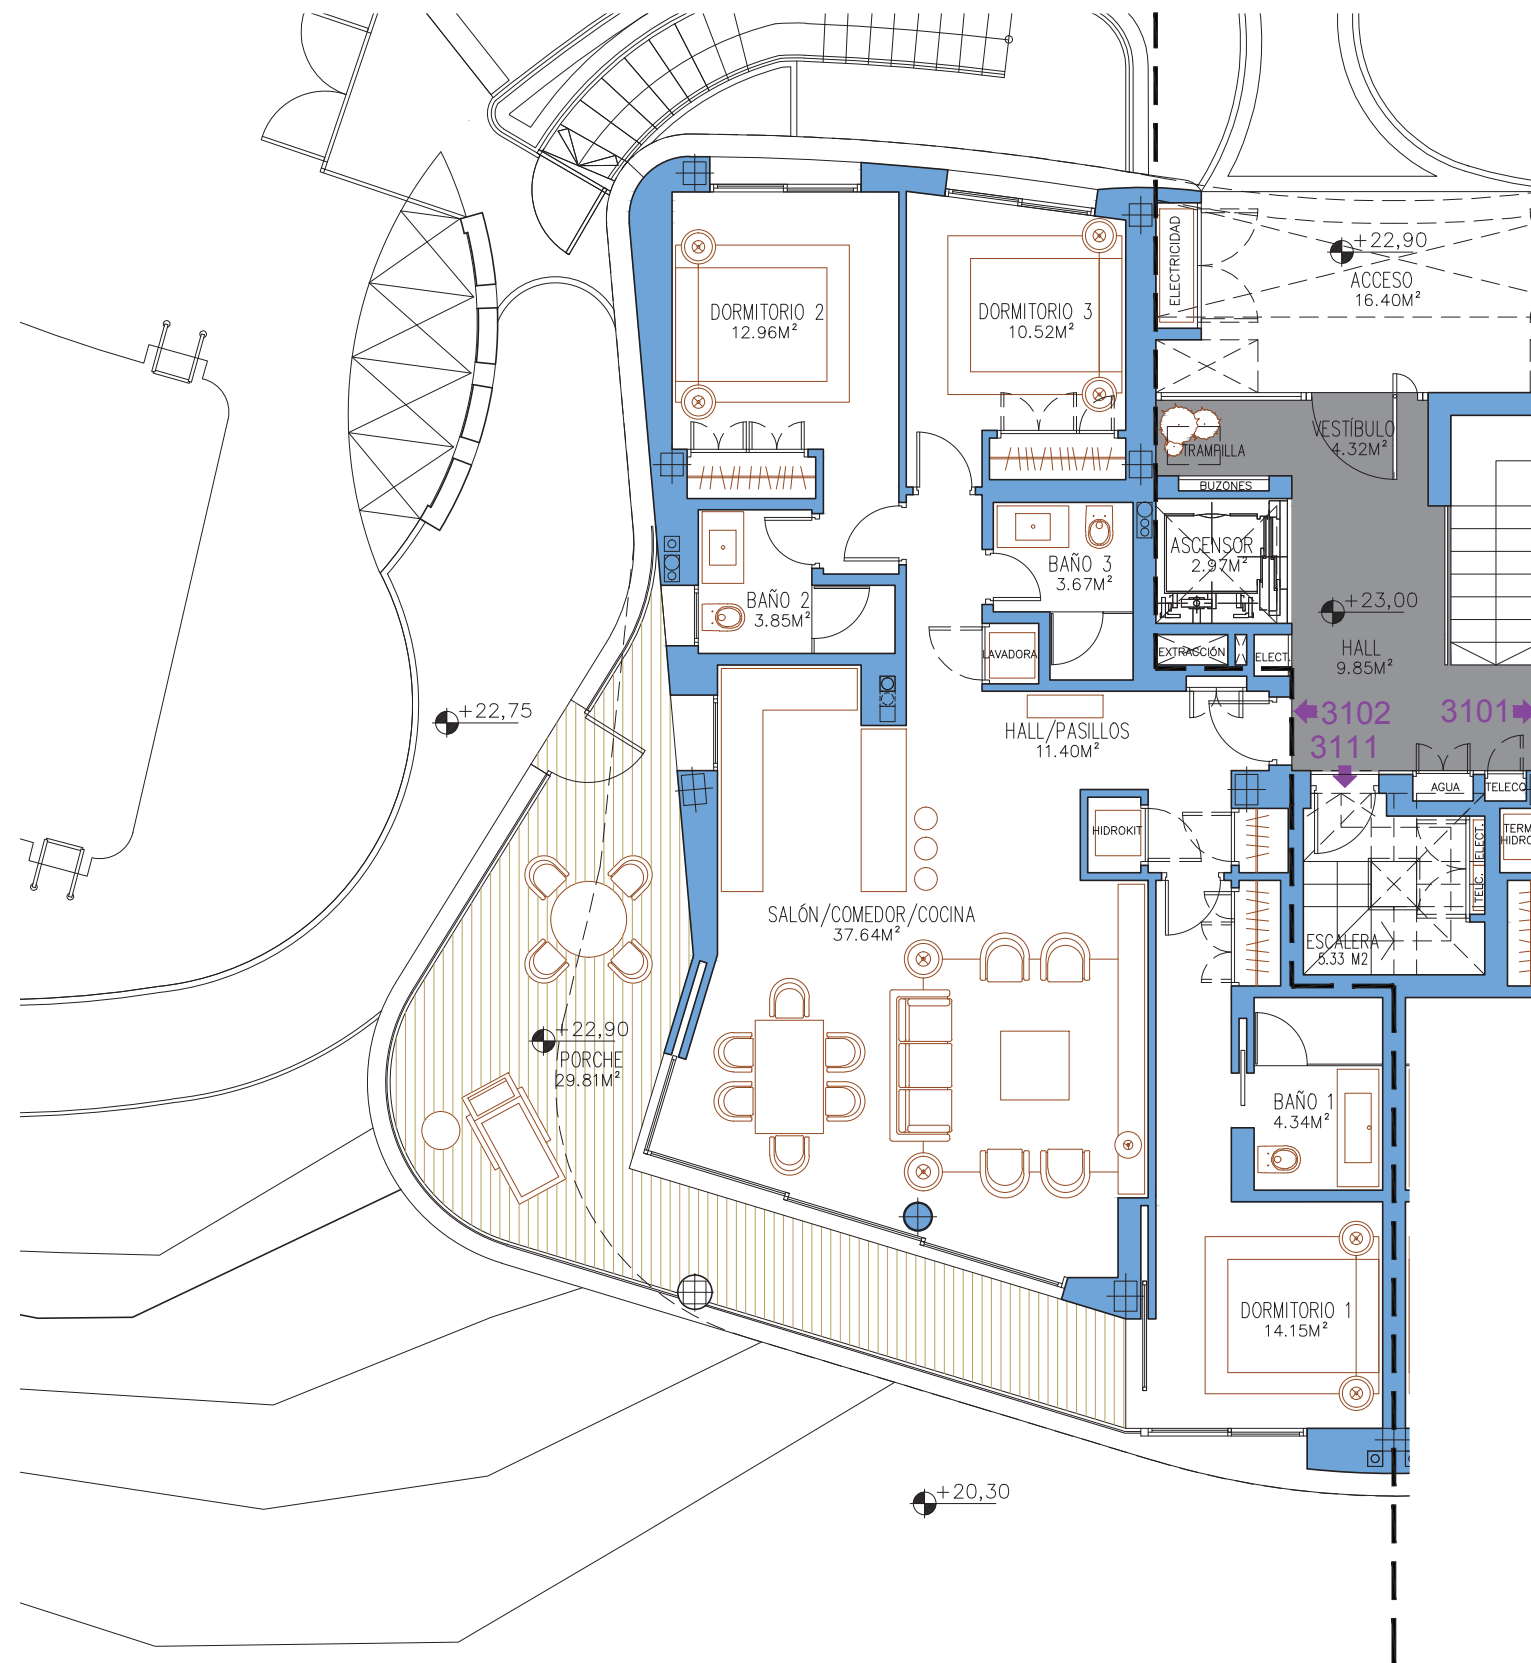 ELECTRICIDAD
+22,90
ACCESO
16.40M²
DORMITORIO 2
12.96M²
DORMITORIO 3
10.52M²
VESTÍBULO
4.32M²
TRAMPILLA
BUZONES
ASCENSOR
2.97M²
BAÑO 3
3.67M²
BAÑO 2
3.85M²
+23,00
HALL
9.85M²
LAVADORA
EXTRACCIÓN
ELECT.
+22,75
3102
3101
3111
HALL/PASILLOS
11.40M²
AGUA
TELECO
HIDROKIT
ELECT.
TELC.
TERM
HIDRO
SALÓN/COMEDOR/COCINA
37.64M²
ESCALERA
5.33 M2
+22,90
PORCHE
29.81M²
BAÑO 1
4.34M²
DORMITORIO 1
14.15M²
+20,30